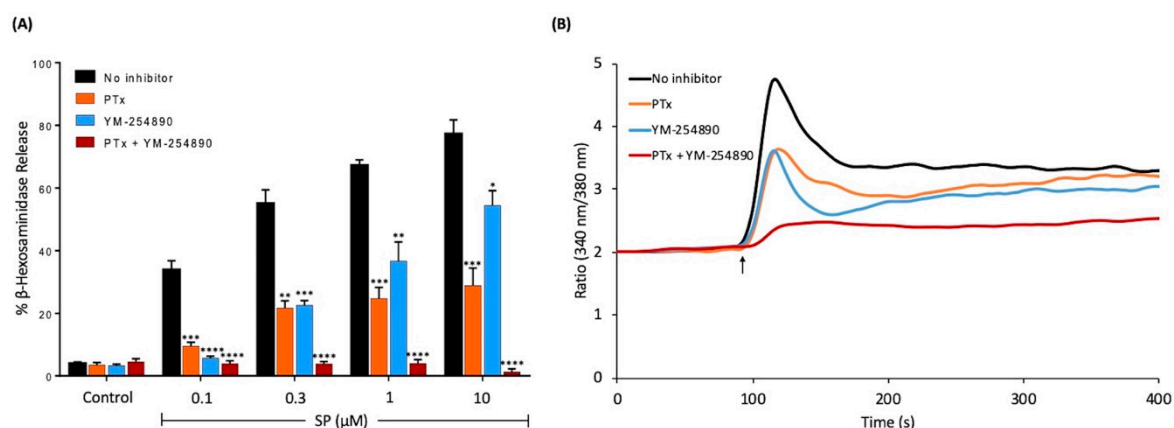 (A)
% β-Hexosaminidase Release
100
80
60
40
20
0
No inhibitor
PTx
YM-254890
PTx + YM-254890
***
****
****
**
***
****
***
**
****
***
*
****
Control
0.1
0.3
1
10
SP (μM)
(B)
Ratio (340 nm/380 nm)
5
4
3
2
1
0
No inhibitor
PTx
YM-254890
PTx + YM-254890
0
100
200
300
400
Time (s)